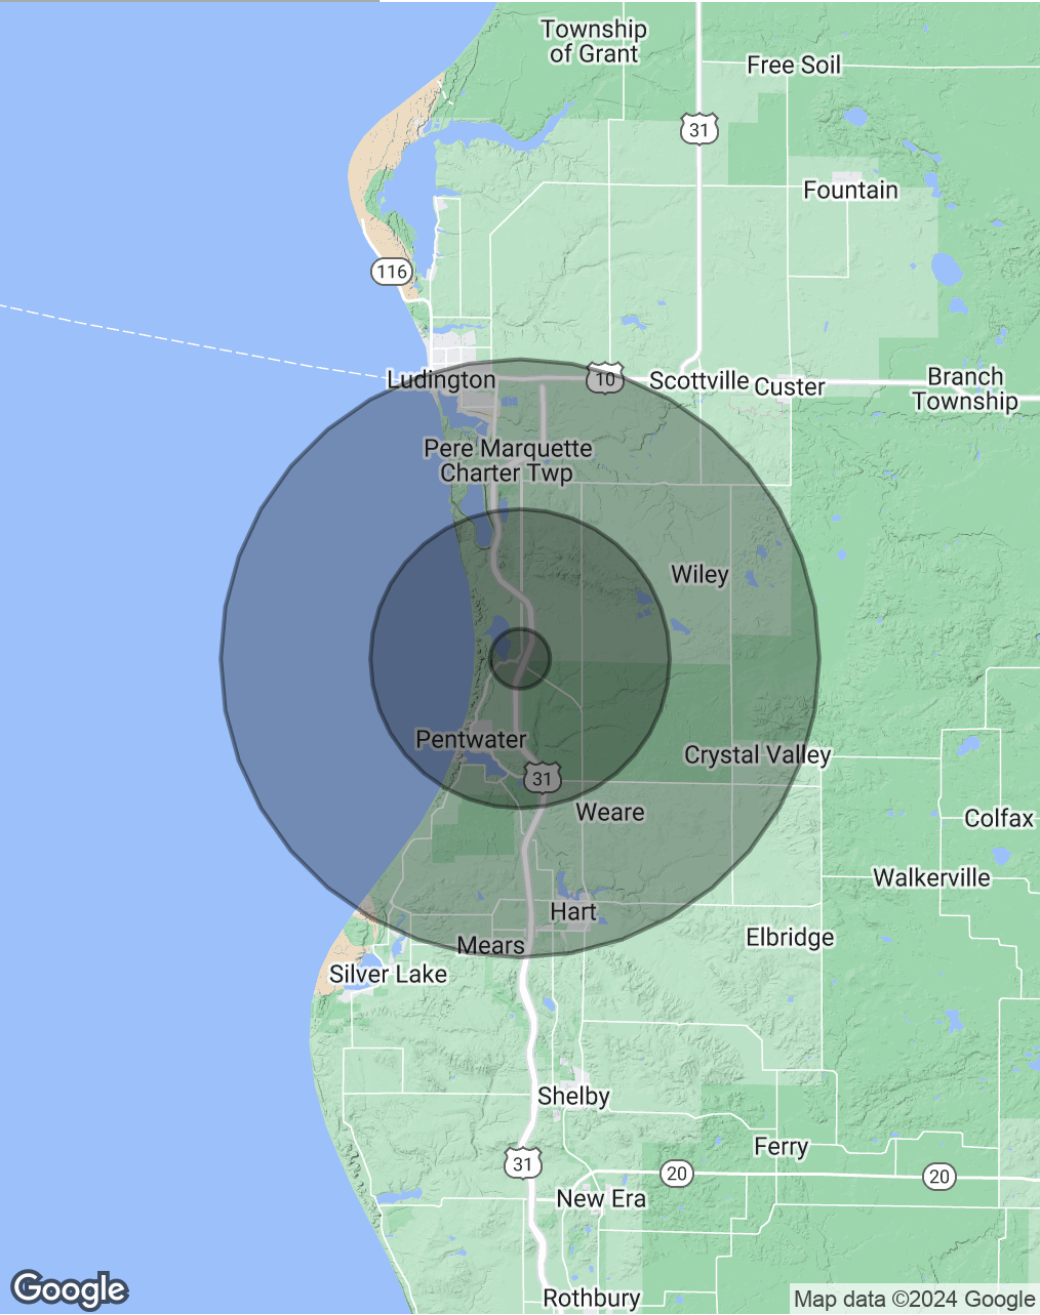 Township
of Grant
Free Soil
31
Fountain
116
Ludington
10
Scottville
Custer
Branch
Township
Pere Marquette
Charter Twp
Wiley
Pentwater
Crystal Valley
31
Weare
Colfax
Walkerville
Hart
Elbridge
Mears
Silver Lake
Shelby
Ferry
31
20
20
New Era
Rothbury
Google
Map data ©2024 Google